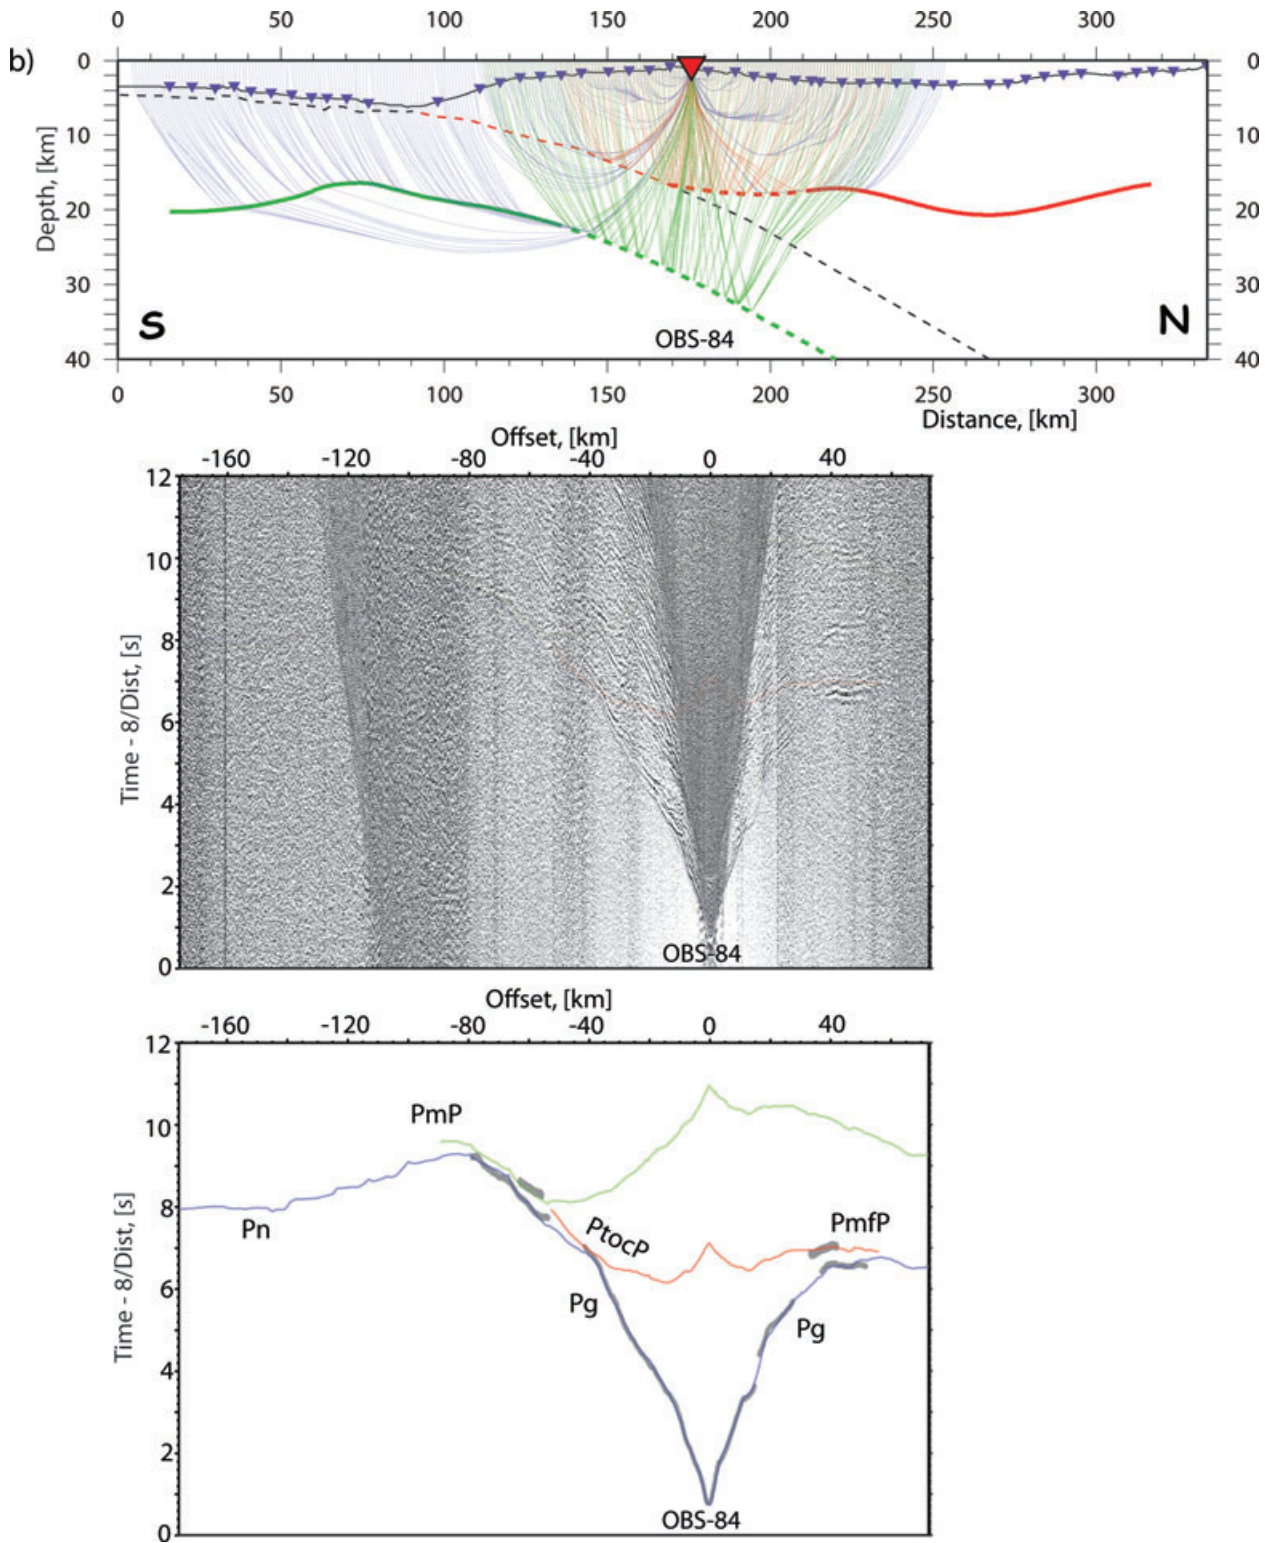 b)
0 50 100 150 200 250 300
0 0
10 10
20 20
30 30
40 40
Depth, [km]
S N
OBS-84
0 50 100 150 200 250 300
Distance, [km]
Offset, [km]
-160 -120 -80 -40 0 40
12
10
8
6
4
2
0
Time - 8/Dist, [s]
OBS-84
Offset, [km]
-160 -120 -80 -40 0 40
12
10
8
6
4
2
0
Time - 8/Dist, [s]
PmP
Pn
PtocP
PmfP
Pg
Pg
OBS-84